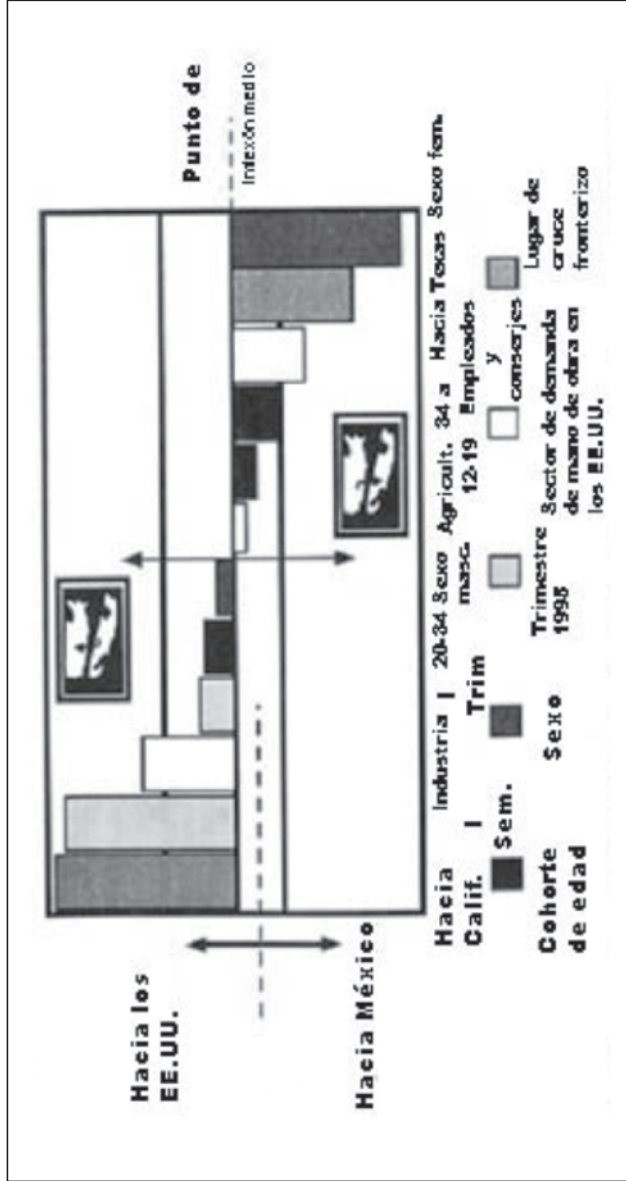 Hacia los
EE.UU.
Punto de
medio
Hacia México
Hacia Industria I 20-34 Sexo Agricult. 34 a Hacia Texas Sexo fem.
Calif. I Trim masc. 12-19 Empleados
Sem. y
conserjes
Cohorte
de edad
Sexo
Trimestre
Sector de demanda
de mano de obra en
los EE.UU.
Lugar de
cruce
fronterizo